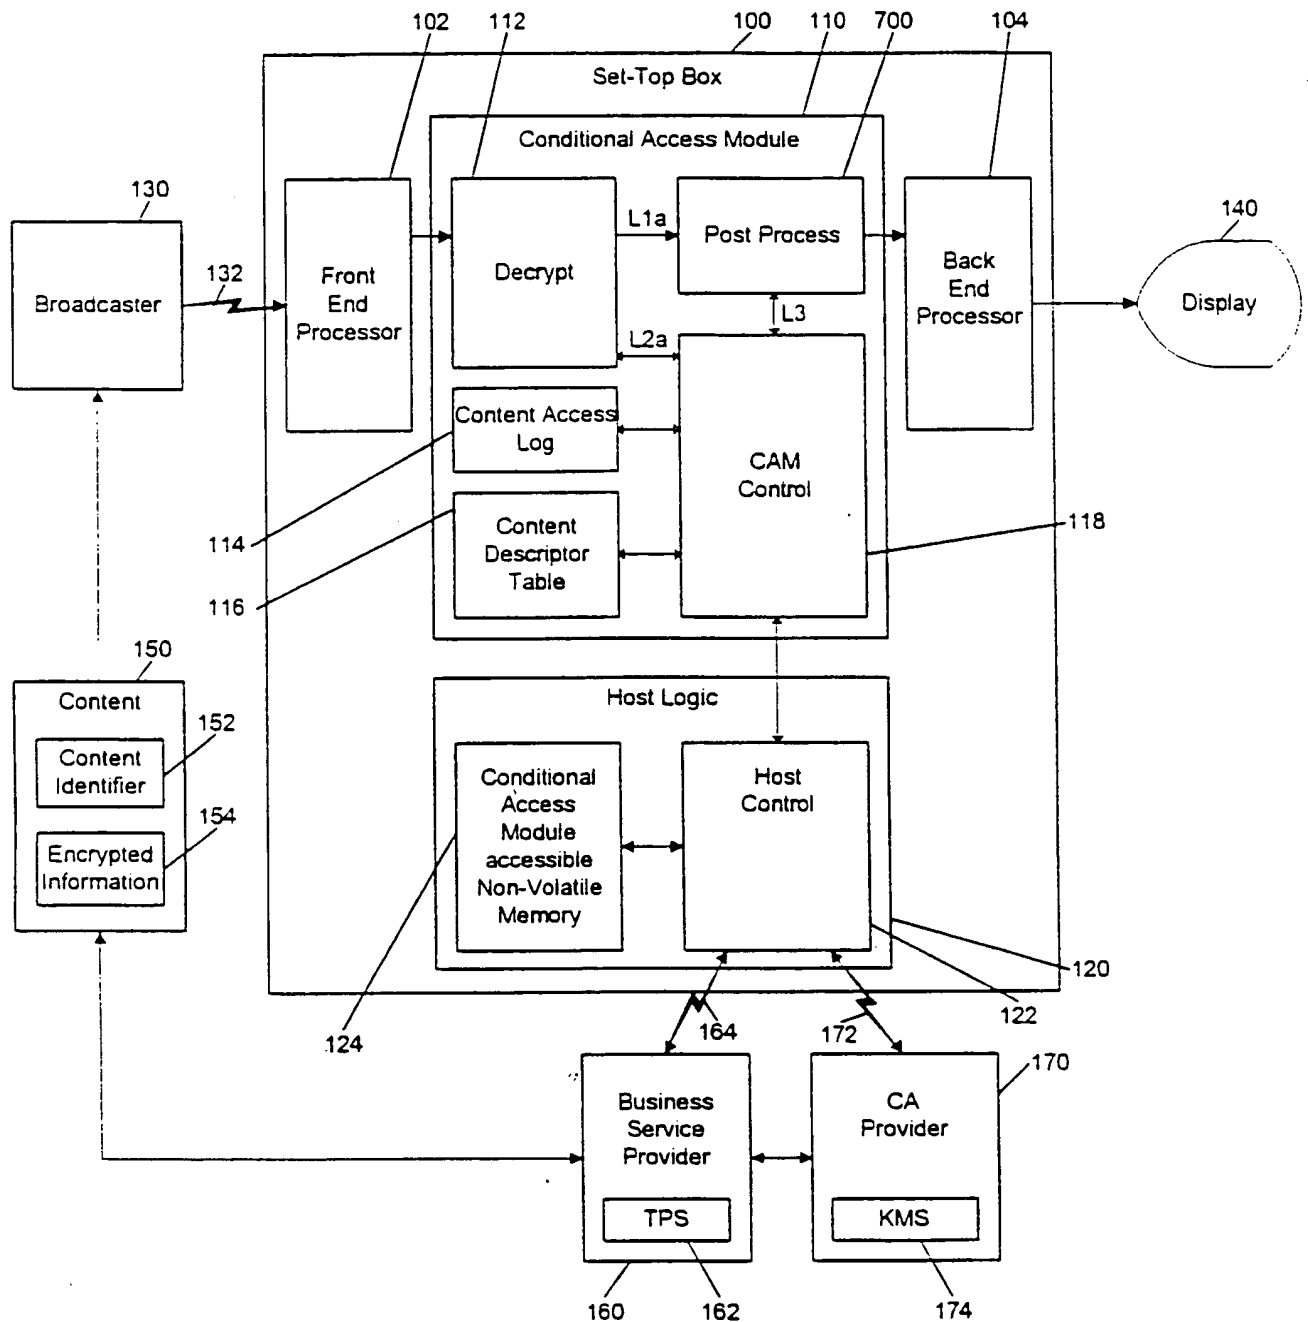 102
112
100
110
700
104
Set-Top Box
Conditional Access Module
130
Broadcaster
132
Front
End
Processor
Decrypt
L1a
Post Process
L3
L2a
Back
End
Processor
140
Display
Content Access
Log
CAM
Control
114
116
Content
Descriptor
Table
118
150
Content
152
Content
Identifier
154
Encrypted
Information
Host Logic
Conditional
Access
Module
accessible
Non-Volatile
Memory
Host
Control
120
122
124
164
172
Business
Service
Provider
TPS
CA
Provider
KMS
170
160
162
174